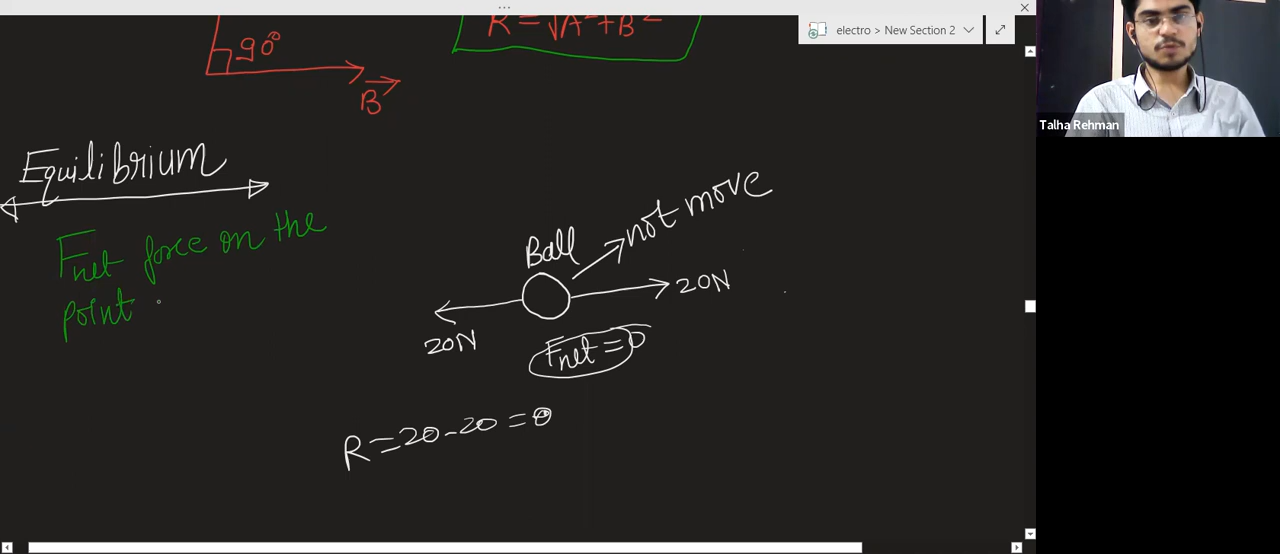 R = √A²+B²
electro > New Section 2
90°
B
Talha Rehman
Equilibrium
Fnet force on the
point
Ball
not move
20N
20N
Fnet = 0
R = 20 - 20 = 0